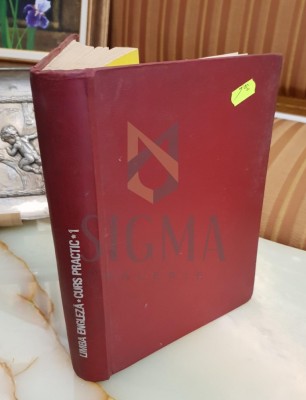 LIMBA ENGLEZĂ • CURS PRACTIC • 1
SIGMA